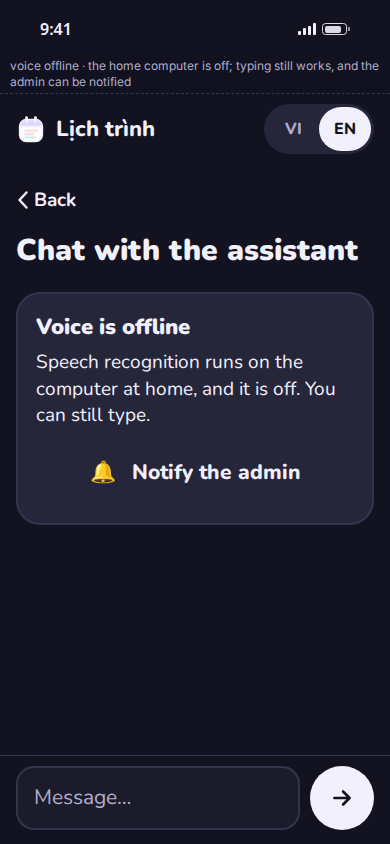 9:41
voice offline · the home computer is off; typing still works, and the
admin can be notified
Lịch trình
VI
EN
Back
Chat with the assistant
Voice is offline
Speech recognition runs on the
computer at home, and it is off. You
can still type.
🔔 Notify the admin
Message...